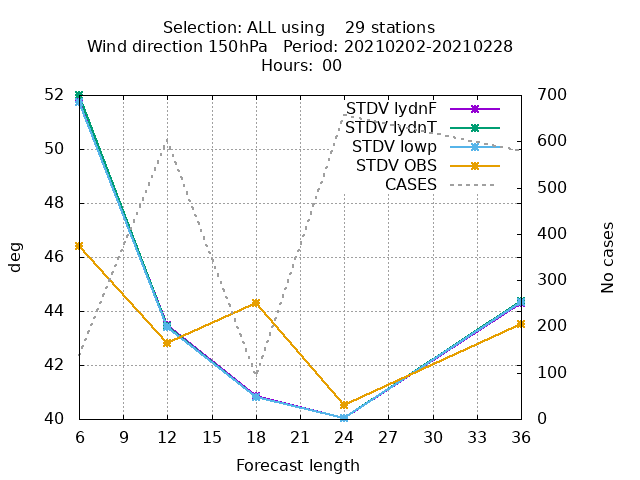 Selection: ALL using    29 stations
Wind direction 150hPa   Period: 20210202-20210228
Hours: 00
STDV lydnF
STDV lydnT
STDV lowp
STDV OBS
CASES
deg
52
50
48
46
44
42
40
700
600
500
400
300
200
100
0
No cases
6 9 12 15 18 21 24 27 30 33 36
Forecast length